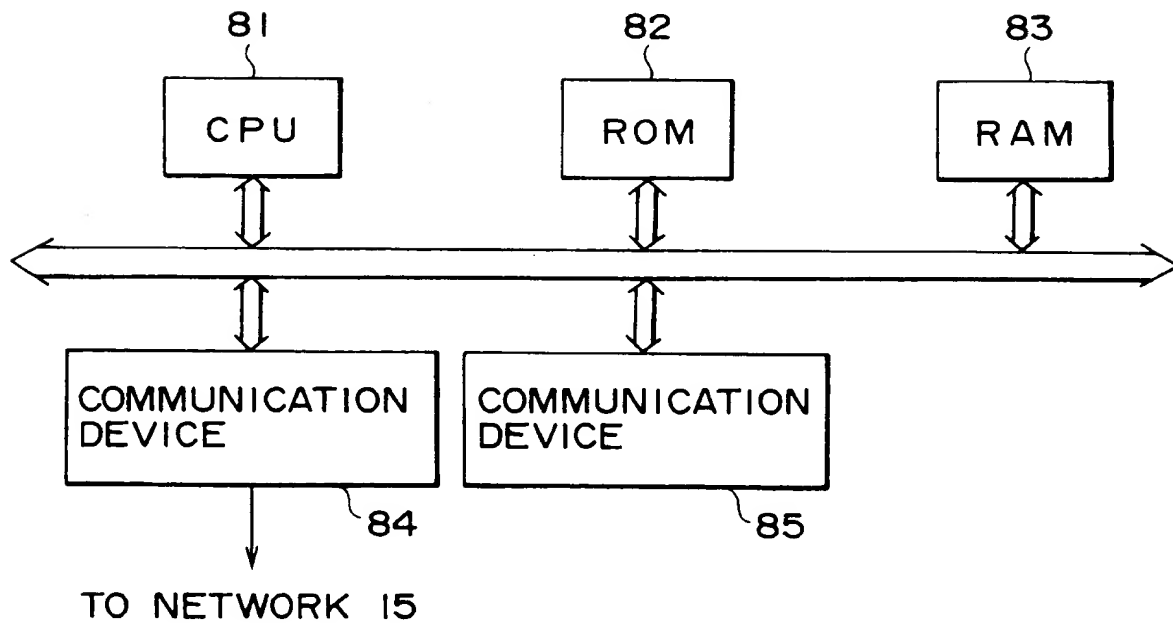 81
82
83
CPU
ROM
RAM
COMMUNICATION
DEVICE
COMMUNICATION
DEVICE
84
85
TO NETWORK 15